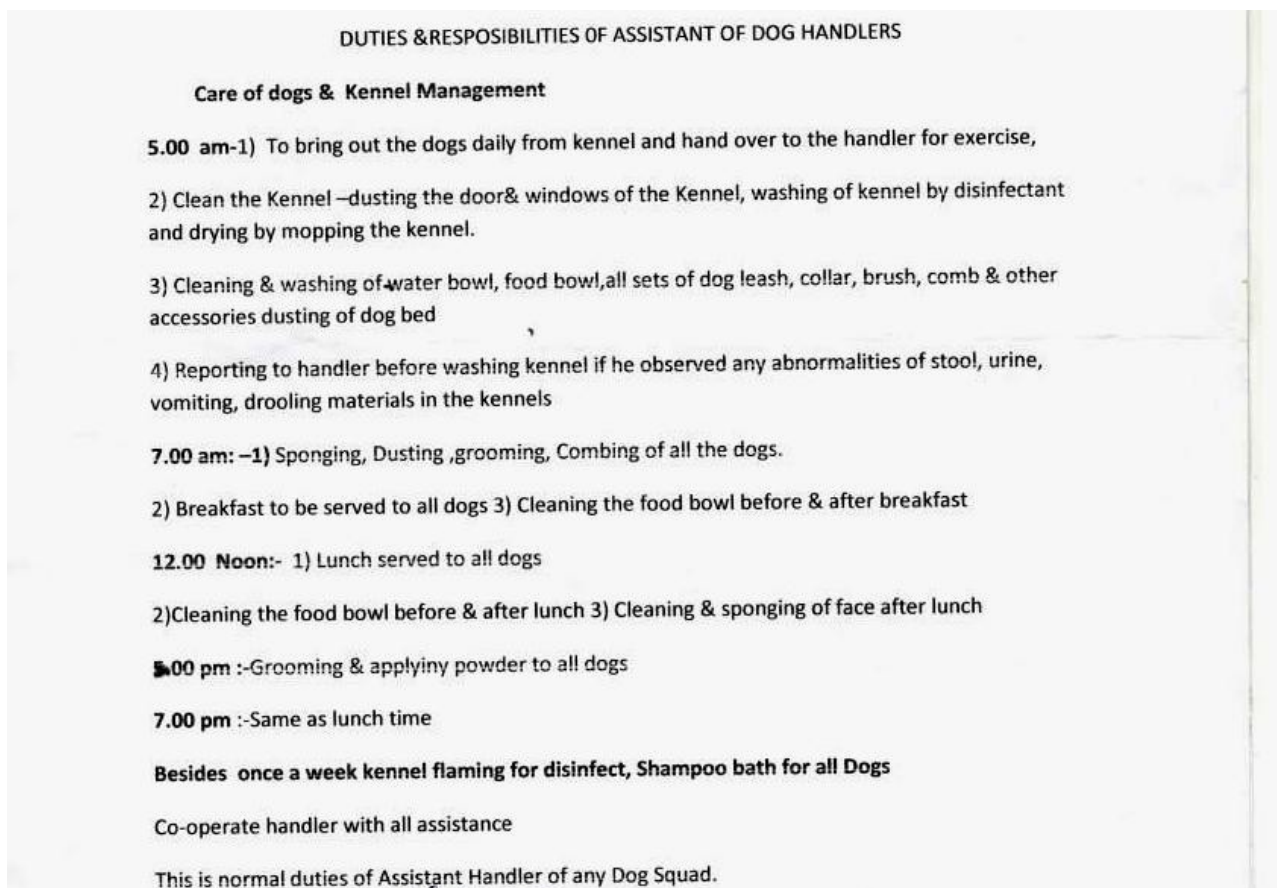 DUTIES &RESPOSIBILITIES 0F ASSISTANT OF DOG HANDLERS
Care of dogs & Kennel Management
5.00 am-1) To bring out the dogs daily from kennel and hand over to the handler for exercise,
2) Clean the Kennel –dusting the door& windows of the Kennel, washing of kennel by disinfectant
and drying by mopping the kennel.
3) Cleaning & washing of water bowl, food bowl,all sets of dog leash, collar, brush, comb & other
accessories dusting of dog bed
4) Reporting to handler before washing kennel if he observed any abnormalities of stool, urine,
vomiting, drooling materials in the kennels
7.00 am: –1) Sponging, Dusting ,grooming, Combing of all the dogs.
2) Breakfast to be served to all dogs 3) Cleaning the food bowl before & after breakfast
12.00 Noon:- 1) Lunch served to all dogs
2)Cleaning the food bowl before & after lunch 3) Cleaning & sponging of face after lunch
00 pm :-Grooming & applyiny powder to all dogs
7.00 pm :-Same as lunch time
Besides once a week kennel flaming for disinfect, Shampoo bath for all Dogs
Co-operate handler with all assistance
This is normal duties of Assistant Handler of any Dog Squad.